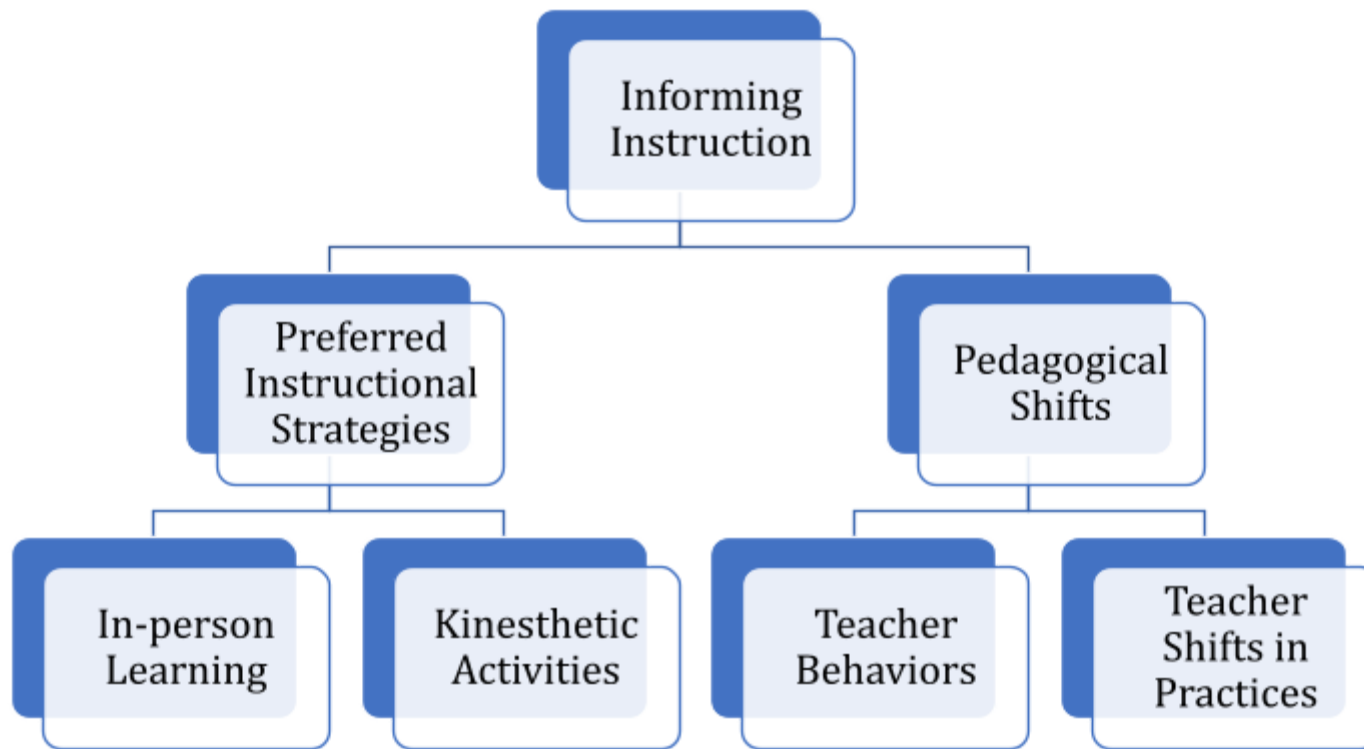 Informing
Instruction
Preferred
Instructional
Strategies
Pedagogical
Shifts
In-person
Learning
Kinesthetic
Activities
Teacher
Behaviors
Teacher
Shifts in
Practices